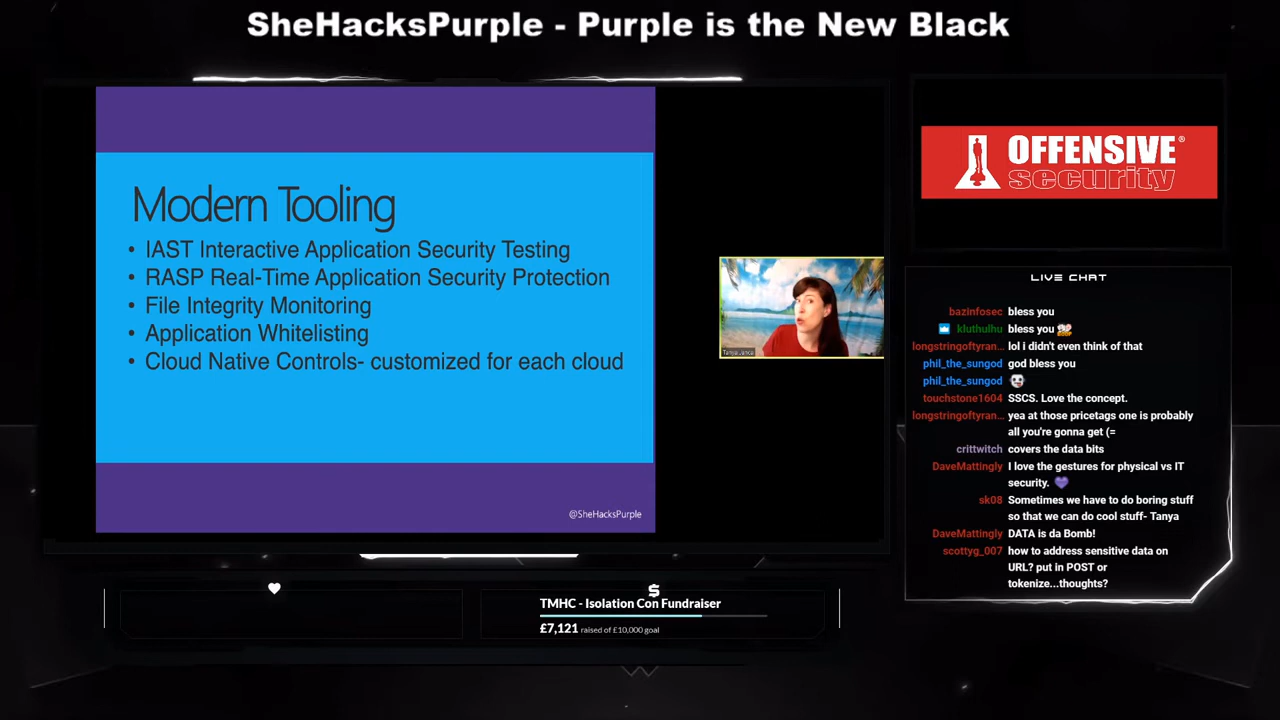 SheHacksPurple - Purple is the New Black
Modern Tooling
• IAST Interactive Application Security Testing
• RASP Real-Time Application Security Protection
• File Integrity Monitoring
• Application Whitelisting
• Cloud Native Controls- customized for each cloud
@SheHacksPurple
Tanya Janca
OFFENSIVE®
security
LIVE CHAT
bazinfosec bless you
kluthulhu bless you
longstringoftyran... lol i didn't even think of that
phil_the_sungod god bless you
phil_the_sungod
touchstone1604 SSCS. Love the concept.
longstringoftyran... yea at those pricetags one is probably
all you're gonna get (=
crittwitch covers the data bits
DaveMattingly I love the gestures for physical vs IT
security. 💜
sk08 Sometimes we have to do boring stuff
so that we can do cool stuff- Tanya
DaveMattingly DATA is da Bomb!
scottyg_007 how to address sensitive data on
URL? put in POST or
tokenize...thoughts?
$
TMHC - Isolation Con Fundraiser
£7,121 raised of £10,000 goal